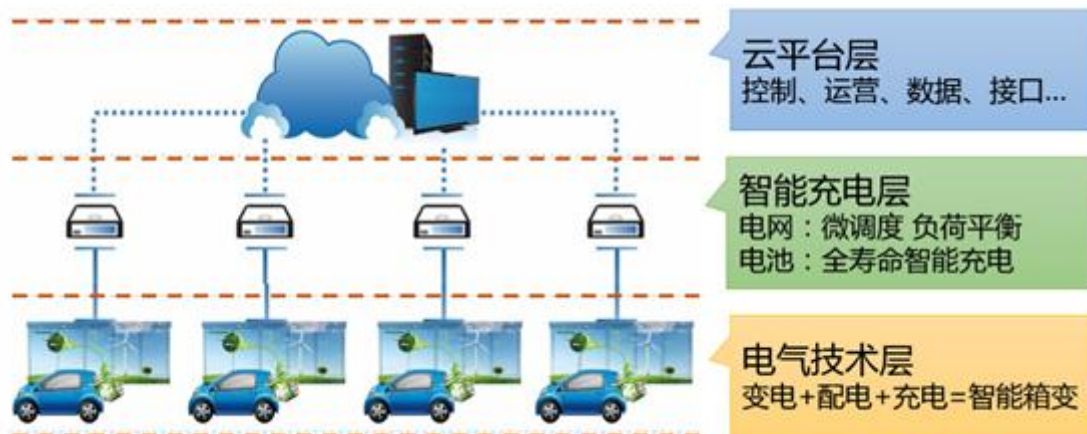 云平台层
控制、运营、数据、接口...
智能充电层
电网：微调度 负荷平衡
电池：全寿命智能充电
电气技术层
变电+配电+充电=智能箱变